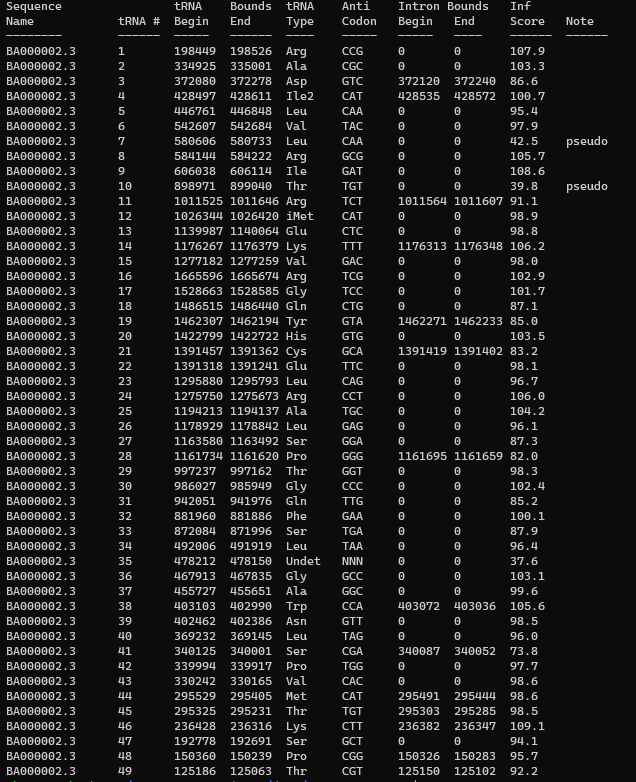 Sequence tRNA Bounds tRNA Anti Intron Bounds Inf
Name tRNA # Begin End Type Codon Begin End Score Note
-------- ------ ----- ------ ---- ----- ----- ---- ------ ------
BA000002.3 1 198449 198526 Arg CCG 0 0 107.9
BA000002.3 2 334925 335001 Ala CGC 0 0 103.3
BA000002.3 3 372080 372278 Asp GTC 372120 372240 86.6
BA000002.3 4 428497 428611 Ile2 CAT 428535 428572 100.7
BA000002.3 5 446761 446848 Leu CAA 0 0 95.4
BA000002.3 6 542607 542684 Val TAC 0 0 97.9
BA000002.3 7 580606 580733 Leu CAA 0 0 42.5 pseudo
BA000002.3 8 584144 584222 Arg GCG 0 0 105.7
BA000002.3 9 606038 606114 Ile GAT 0 0 108.6
BA000002.3 10 898971 899040 Thr TGT 0 0 39.8 pseudo
BA000002.3 11 1011525 1011646 Arg TCT 1011564 1011607 91.1
BA000002.3 12 1026344 1026420 iMet CAT 0 0 98.9
BA000002.3 13 1139987 1140064 Glu CTC 0 0 98.8
BA000002.3 14 1176267 1176379 Lys TTT 1176313 1176348 106.2
BA000002.3 15 1277182 1277259 Val GAC 0 0 98.0
BA000002.3 16 1665596 1665674 Arg TCG 0 0 102.9
BA000002.3 17 1528663 1528585 Gly TCC 0 0 101.7
BA000002.3 18 1486515 1486440 Gln CTG 0 0 87.1
BA000002.3 19 1462307 1462194 Tyr GTA 1462271 1462233 85.0
BA000002.3 20 1422799 1422722 His GTG 0 0 103.5
BA000002.3 21 1391457 1391362 Cys GCA 1391419 1391402 83.2
BA000002.3 22 1391318 1391241 Glu TTC 0 0 98.1
BA000002.3 23 1295880 1295793 Leu CAG 0 0 96.7
BA000002.3 24 1275750 1275673 Arg CCT 0 0 106.0
BA000002.3 25 1194213 1194137 Ala TGC 0 0 104.2
BA000002.3 26 1178929 1178842 Leu GAG 0 0 96.1
BA000002.3 27 1163580 1163492 Ser GGA 0 0 87.3
BA000002.3 28 1161734 1161620 Pro GGG 1161695 1161659 82.0
BA000002.3 29 997237 997162 Thr GGT 0 0 98.3
BA000002.3 30 986027 985949 Gly CCC 0 0 102.4
BA000002.3 31 942051 941976 Gln TTG 0 0 85.2
BA000002.3 32 881960 881886 Phe GAA 0 0 100.1
BA000002.3 33 872084 871996 Ser TGA 0 0 87.9
BA000002.3 34 492006 491919 Leu TAA 0 0 96.4
BA000002.3 35 478212 478150 Undet NNN 0 0 37.6
BA000002.3 36 467913 467835 Gly GCC 0 0 103.1
BA000002.3 37 455727 455651 Ala GGC 0 0 99.6
BA000002.3 38 403103 402990 Trp CCA 403072 403036 105.6
BA000002.3 39 402462 402386 Asn GTT 0 0 98.5
BA000002.3 40 369232 369145 Leu TAG 0 0 96.0
BA000002.3 41 340125 340001 Ser CGA 340087 340052 73.8
BA000002.3 42 339994 339917 Pro TGG 0 0 97.7
BA000002.3 43 330242 330165 Val CAC 0 0 98.6
BA000002.3 44 295529 295405 Met CAT 295491 295444 98.6
BA000002.3 45 295325 295231 Thr TGT 295303 295285 98.5
BA000002.3 46 236428 236316 Lys CTT 236382 236347 109.1
BA000002.3 47 192778 192691 Ser GCT 0 0 94.1
BA000002.3 48 150360 150239 Pro CGG 150326 150283 95.7
BA000002.3 49 125186 125063 Thr CGT 125150 125102 92.2